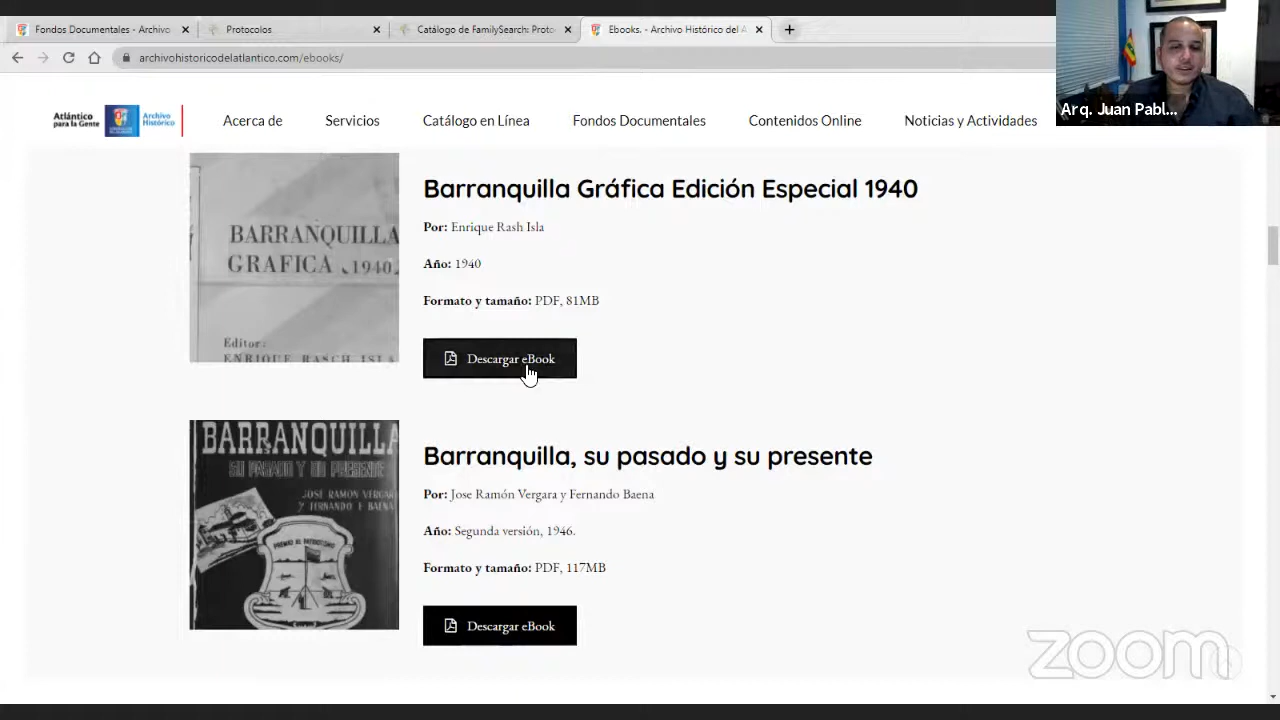 Fondos Documentales - Archivo
Protocolos
Catálogo de FamilySearch: Proto
Ebooks. - Archivo Histórico del A
archivohistoricodelatlantico.com/ebooks/
Arq. Juan Pabl...
Atlántico
para la Gente
Archivo
Histórico
Acerca de
Servicios
Catálogo en Línea
Fondos Documentales
Contenidos Online
Noticias y Actividades
BARRANQUILLA
GRAFICA 1940
Editor:
ENRIQUE RASCH ISLA
Barranquilla Gráfica Edición Especial 1940
Por: Enrique Rash Isla
Año: 1940
Formato y tamaño: PDF, 81MB
Descargar eBook
BARRANQUILLA
SU PASADO Y SU PRESENTE
JOSE RAMON VERGAR
Y FERNANDO E BAENA
Barranquilla, su pasado y su presente
Por: Jose Ramón Vergara y Fernando Baena
Año: Segunda versión, 1946.
Formato y tamaño: PDF, 117MB
Descargar eBook
zoom